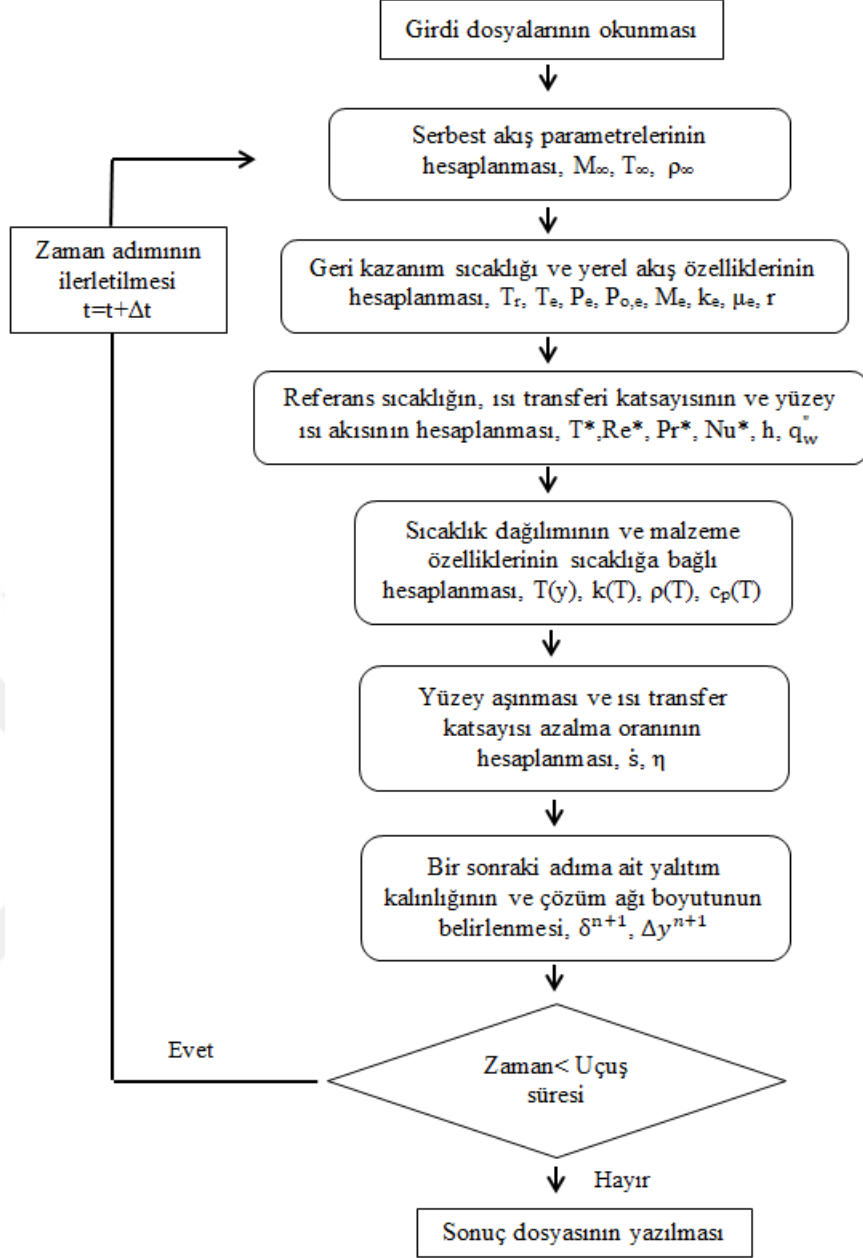 Girdi dosyalarının okunması
Serbest akış parametrelerinin
hesaplanması, M∞, T∞, ρ∞
Zaman adımının
ilerletilmesi
t=t+Δt
Geri kazanım sıcaklığı ve yerel akış özelliklerinin
hesaplanması, Tᵣ, Tₑ, Pₑ, Pₒ,ₑ, Mₑ, kₑ, μₑ, r
Referans sıcaklığın, ısı transferi katsayısının ve yüzey
ısı akısının hesaplanması, T*,Re*, Pr*, Nu*, h, q_w^"
Sıcaklık dağılımının ve malzeme
özelliklerinin sıcaklığa bağlı
hesaplanması, T(y), k(T), ρ(T), cₚ(T)
Yüzey aşınması ve ısı transfer
katsayısı azalma oranının
hesaplanması, ṡ, η
Bir sonraki adıma ait yalıtım
kalınlığının ve çözüm ağı boyutunun
belirlenmesi, δⁿ⁺¹, Δyⁿ⁺¹
Evet
Zaman< Uçuş
süresi
Hayır
Sonuç dosyasının yazılması